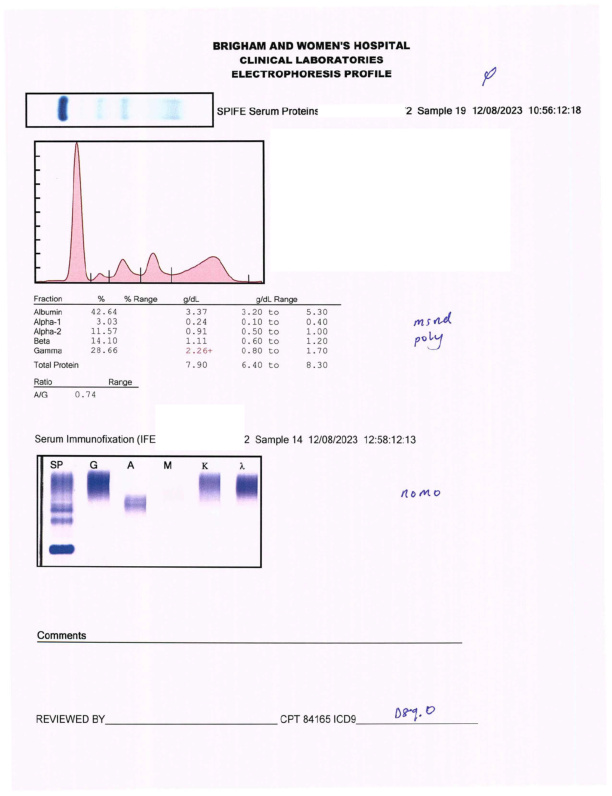 BRIGHAM AND WOMEN'S HOSPITAL
CLINICAL LABORATORIES
ELECTROPHORESIS PROFILE
SPIFE Serum Proteins 2 Sample 19 12/08/2023 10:56:12:18
Fraction % % Range g/dL g/dL Range
Albumin 42.64 3.37 3.20 to 5.30
Alpha-1 3.03 0.24 0.10 to 0.40
Alpha-2 11.57 0.91 0.50 to 1.00
Beta 14.10 1.11 0.60 to 1.20
Gamma 28.66 2.26+ 0.80 to 1.70
Total Protein 7.90 6.40 to 8.30
msnd
poly
Ratio Range
A/G 0.74
Serum Immunofixation (IFE 2 Sample 14 12/08/2023 12:58:12:13
SP G A M K λ
nomo
Comments
REVIEWED BY CPT 84165 ICD9 D89.0